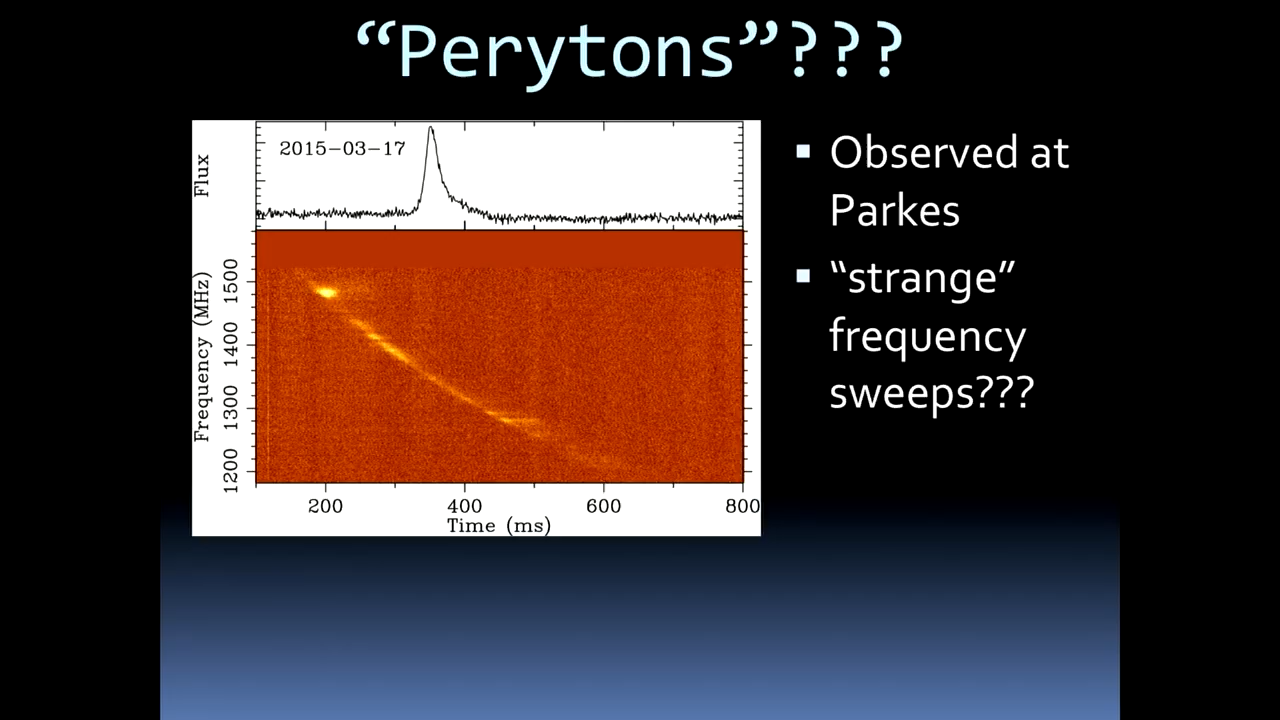 “Perytons”???
2015-03-17
Flux
Frequency (MHz)
1500
1400
1300
1200
200 400 600 800
Time (ms)
Observed at
Parkes
“strange”
frequency
sweeps???